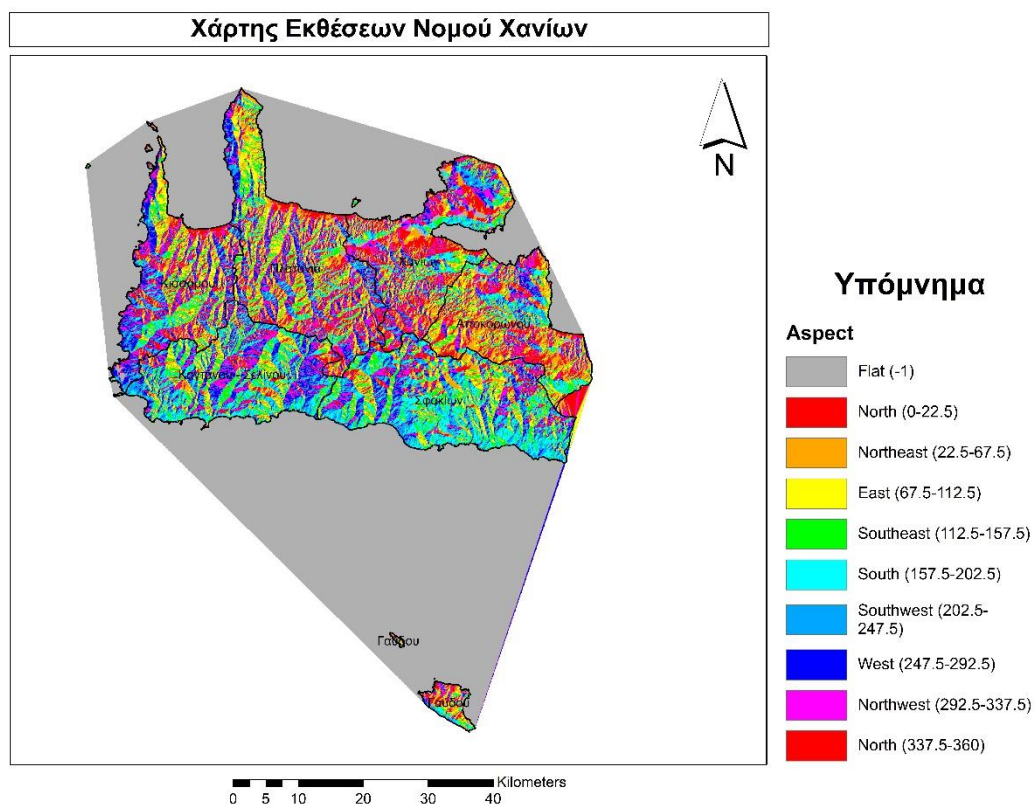 Χάρτης Εκθέσεων Νομού Χανίων
N
Κισσάμου
Πλατανιά
Χανίων
Αποκορώνου
Καντάνου - Σελίνου
Σφακίων
Γαύδου
Γαύδου
Υπόμνημα
Aspect
Flat (-1)
North (0-22.5)
Northeast (22.5-67.5)
East (67.5-112.5)
Southeast (112.5-157.5)
South (157.5-202.5)
Southwest (202.5-
247.5)
West (247.5-292.5)
Northwest (292.5-337.5)
North (337.5-360)
Kilometers
0 5 10 20 30 40